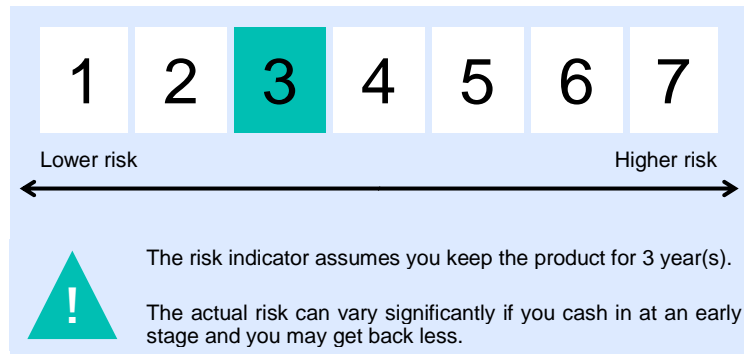 1 2 3 4 5 6 7
Lower risk Higher risk
The risk indicator assumes you keep the product for 3 year(s).
!
The actual risk can vary significantly if you cash in at an early
stage and you may get back less.